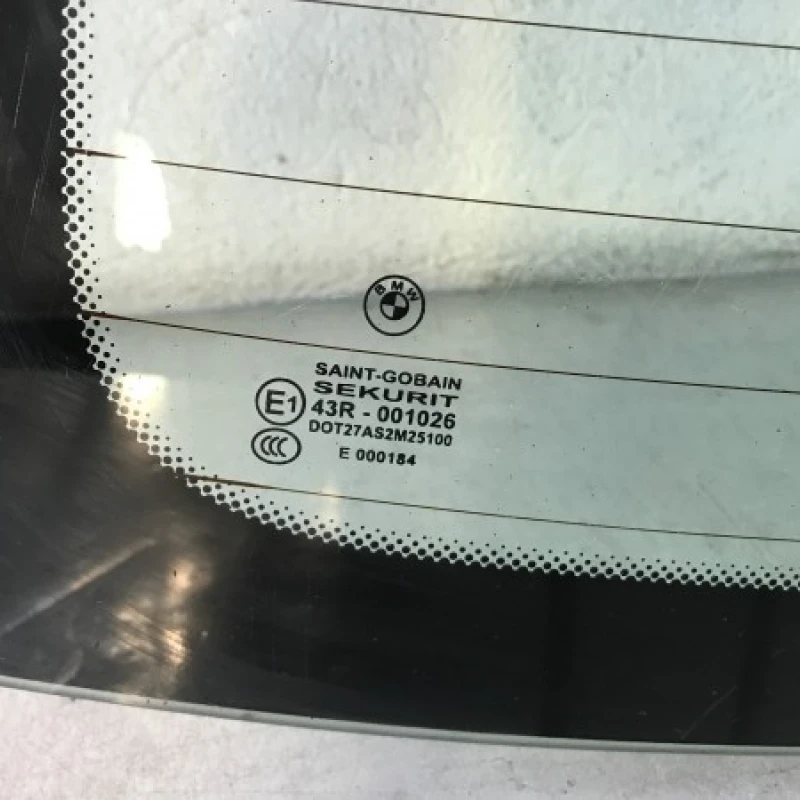 BMW
SAINT-GOBAIN
SEKURIT
E1 43R - 001026
DOT27AS2M25100
CCC
E 000184